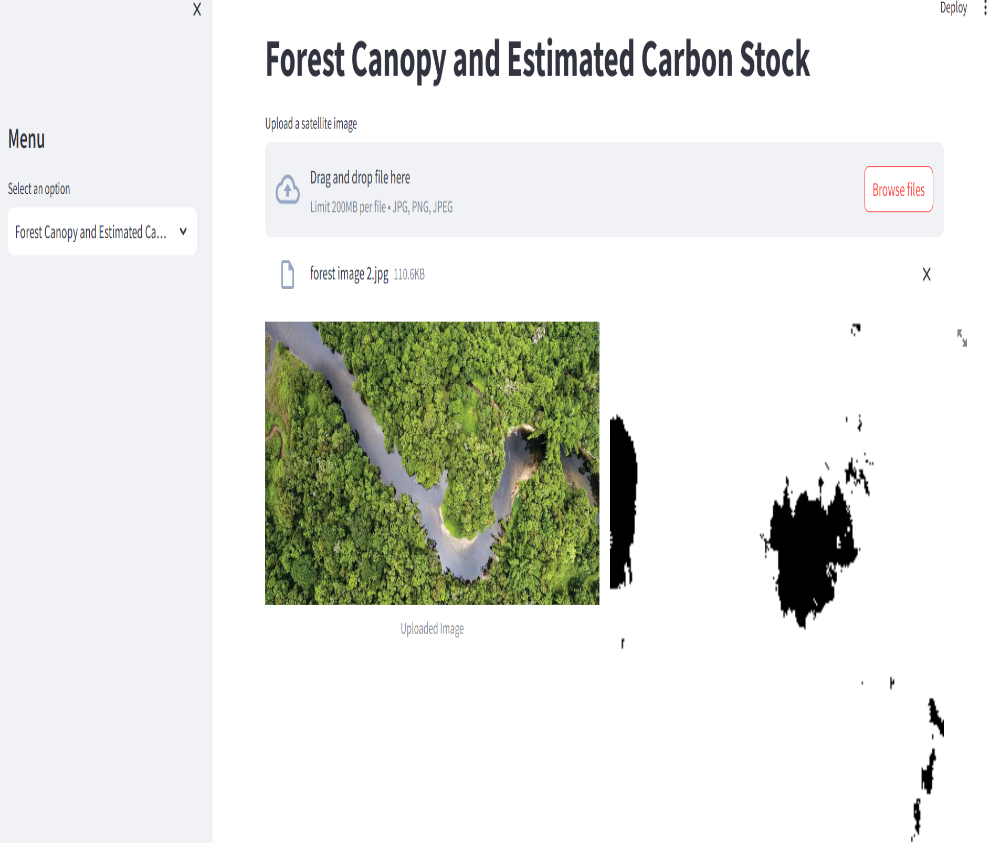 Deploy
Forest Canopy and Estimated Carbon Stock
Menu
Select an option
Forest Canopy and Estimated Ca...
Upload a satellite image
Drag and drop file here
Limit 200MB per file • JPG, PNG, JPEG
Browse files
forest image 2.jpg 110.6KB
Uploaded Image